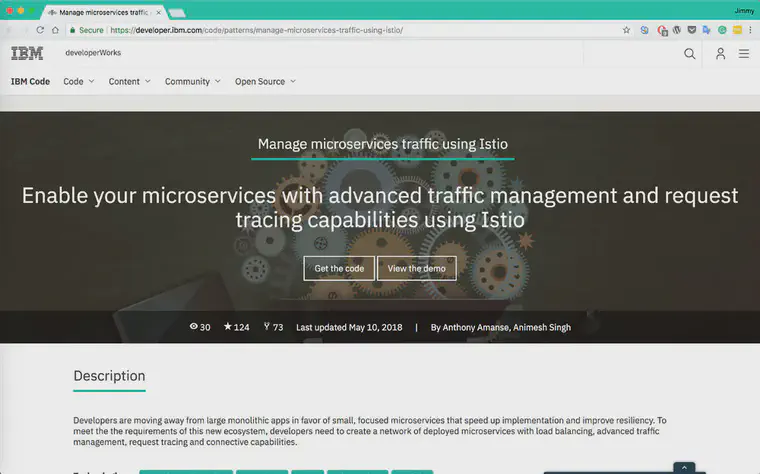 Manage microservices traffic
Jimmy
Secure https://developer.ibm.com/code/patterns/manage-microservices-traffic-using-istio/
IBM developerWorks
IBM Code Code Content Community Open Source
Manage microservices traffic using Istio
Enable your microservices with advanced traffic management and request
tracing capabilities using Istio
Get the code View the demo
30 124 73 Last updated May 10, 2018 | By Anthony Amanse, Animesh Singh
Description
Developers are moving away from large monolithic apps in favor of small, focused microservices that speed up implementation and improve resiliency. To
meet the the requirements of this new ecosystem, developers need to create a network of deployed microservices with load balancing, advanced traffic
management, request tracing and connective capabilities.